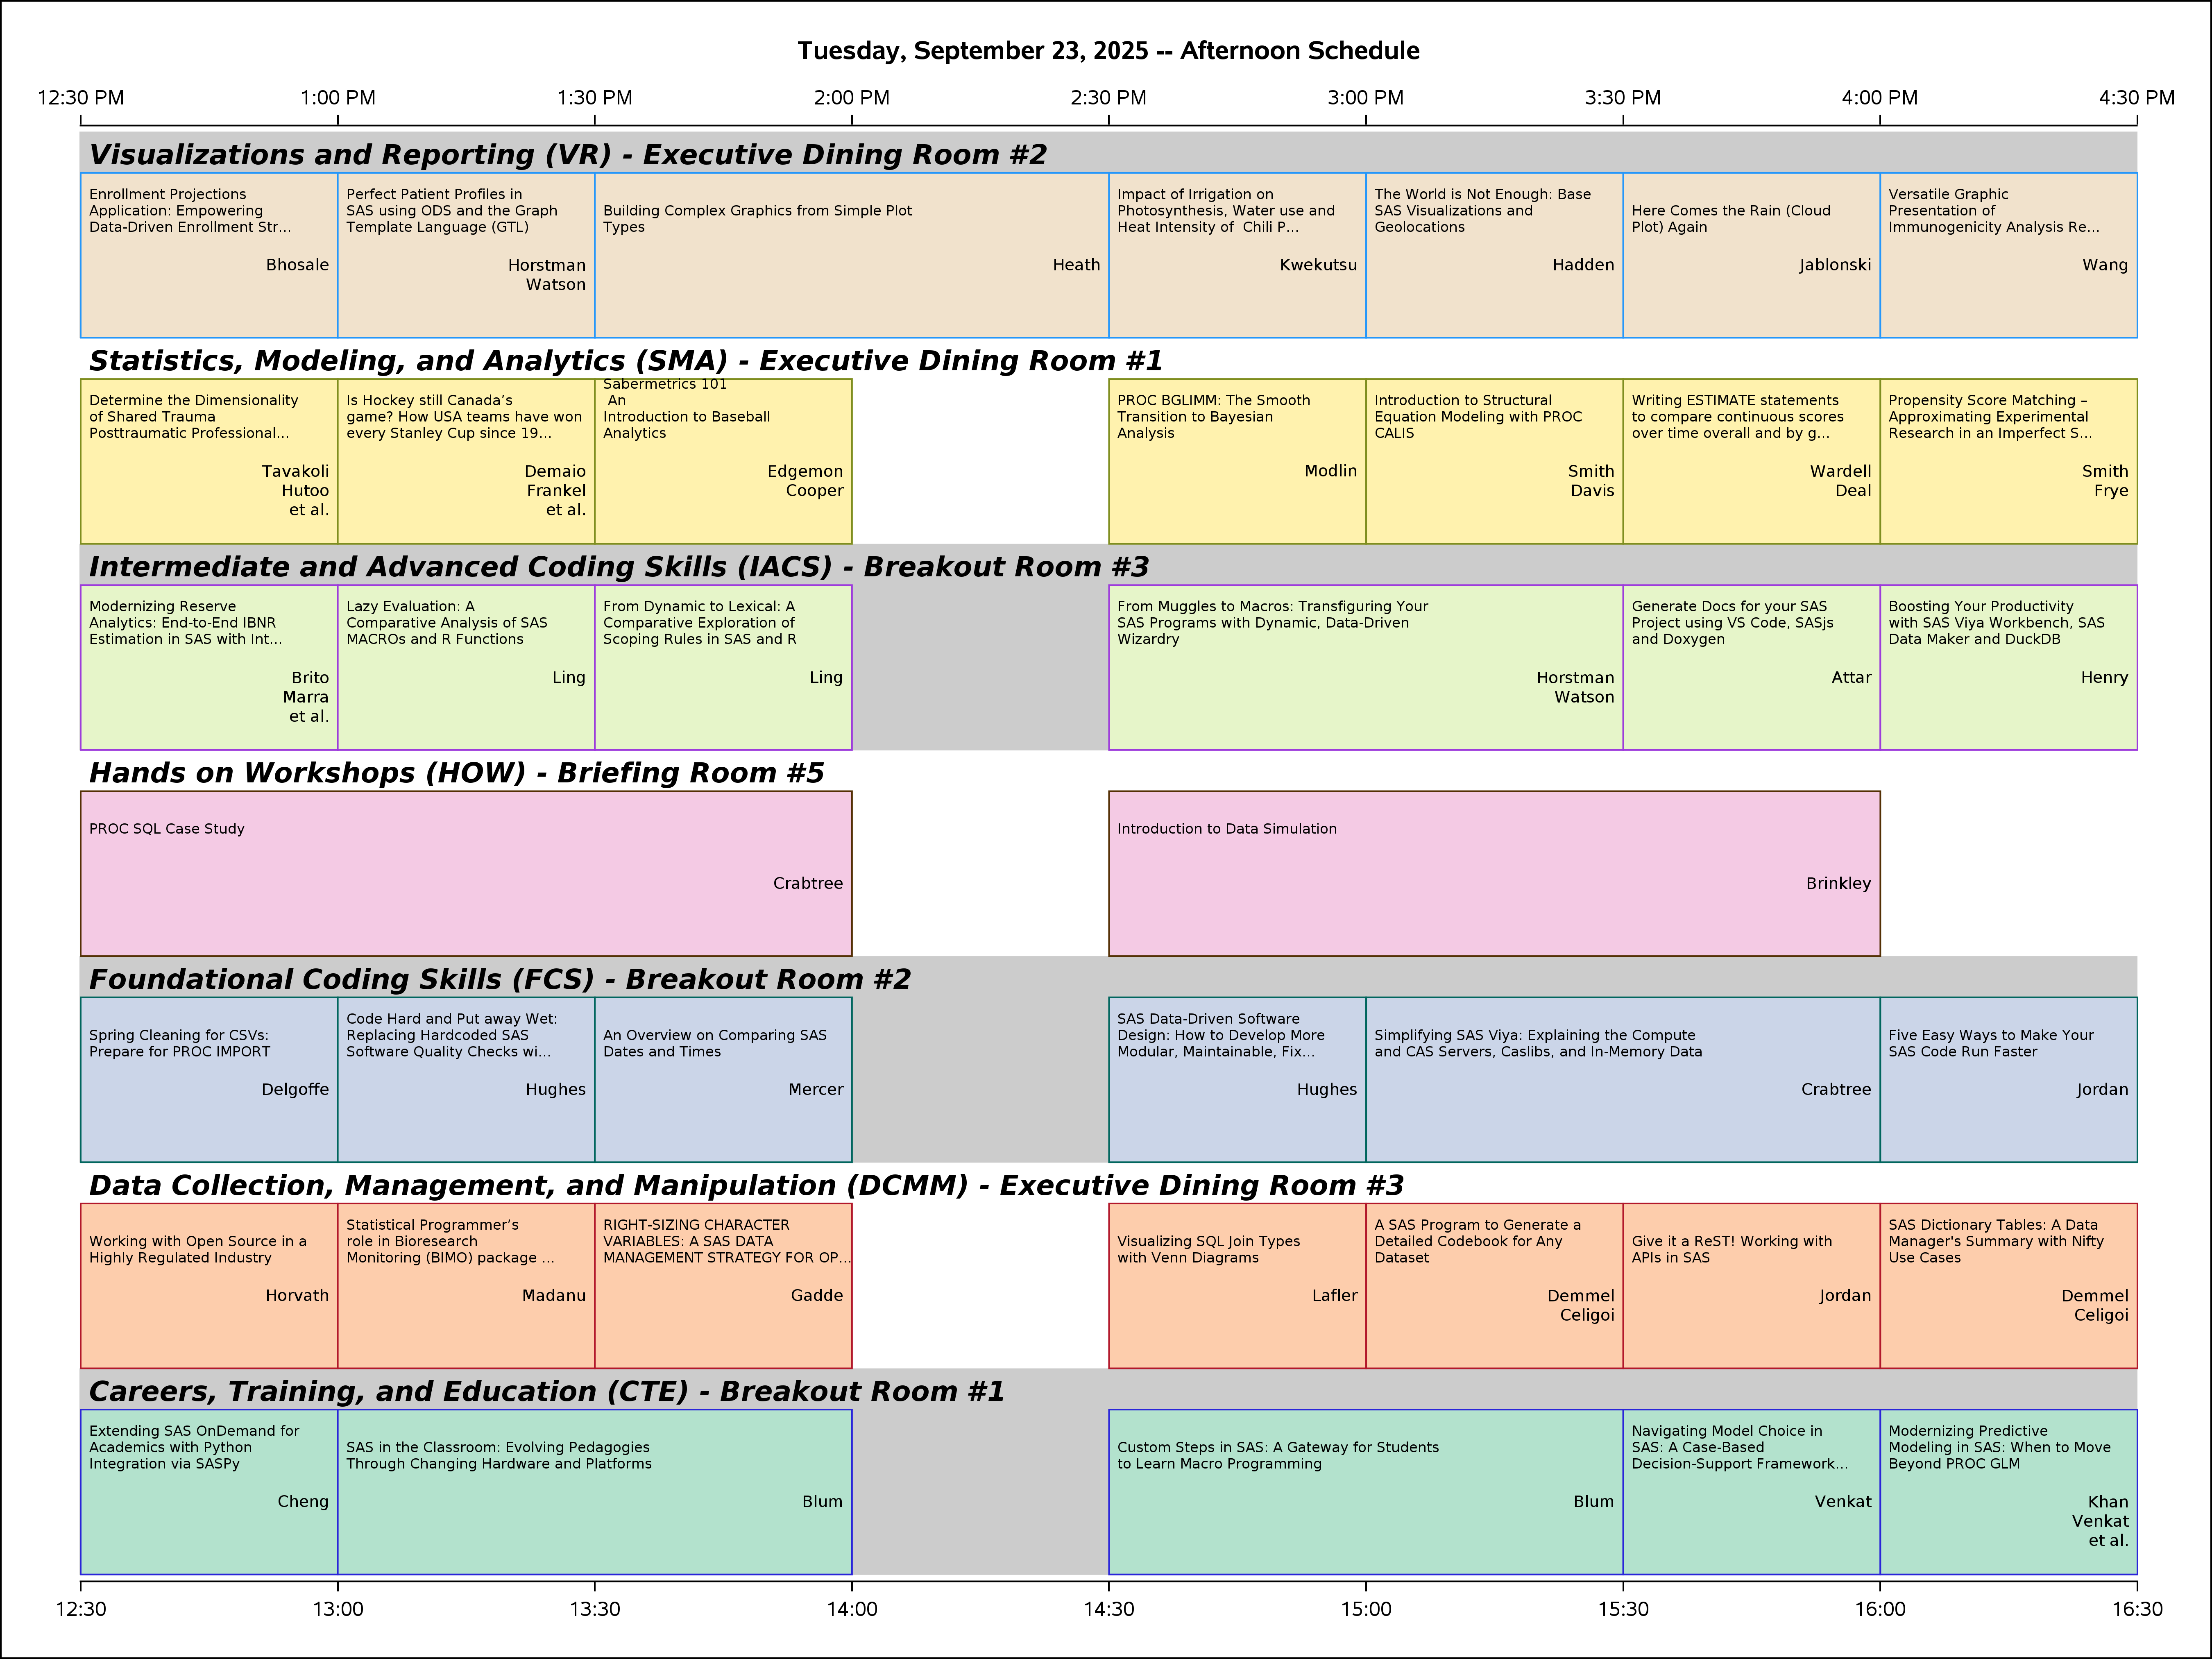 Tuesday, September 23, 2025 -- Afternoon Schedule
12:30 PM
1:00 PM
1:30 PM
2:00 PM
2:30 PM
3:00 PM
3:30 PM
4:00 PM
4:30 PM
Visualizations and Reporting (VR) - Executive Dining Room #2
Enrollment Projections
Application: Empowering
Data-Driven Enrollment Str...
Bhosale
Perfect Patient Profiles in
SAS using ODS and the Graph
Template Language (GTL)
Horstman
Watson
Building Complex Graphics from Simple Plot
Types
Heath
Impact of Irrigation on
Photosynthesis, Water use and
Heat Intensity of  Chili P...
Kwekutsu
The World is Not Enough: Base
SAS Visualizations and
Geolocations
Hadden
Here Comes the Rain (Cloud
Plot) Again
Jablonski
Versatile Graphic
Presentation of
Immunogenicity Analysis Re...
Wang
Statistics, Modeling, and Analytics (SMA) - Executive Dining Room #1
Determine the Dimensionality
of Shared Trauma
Posttraumatic Professional...
Tavakoli
Hutoo
et al.
Is Hockey still Canada’s
game? How USA teams have won
every Stanley Cup since 19...
Demaio
Frankel
et al.
Sabermetrics 101
An
Introduction to Baseball
Analytics
Edgemon
Cooper
PROC BGLIMM: The Smooth
Transition to Bayesian
Analysis
Modlin
Introduction to Structural
Equation Modeling with PROC
CALIS
Smith
Davis
Writing ESTIMATE statements
to compare continuous scores
over time overall and by g...
Wardell
Deal
Propensity Score Matching –
Approximating Experimental
Research in an Imperfect S...
Smith
Frye
Intermediate and Advanced Coding Skills (IACS) - Breakout Room #3
Modernizing Reserve
Analytics: End-to-End IBNR
Estimation in SAS with Int...
Brito
Marra
et al.
Lazy Evaluation: A
Comparative Analysis of SAS
MACROs and R Functions
Ling
From Dynamic to Lexical: A
Comparative Exploration of
Scoping Rules in SAS and R
Ling
From Muggles to Macros: Transfiguring Your
SAS Programs with Dynamic, Data-Driven
Wizardry
Horstman
Watson
Generate Docs for your SAS
Project using VS Code, SASjs
and Doxygen
Attar
Boosting Your Productivity
with SAS Viya Workbench, SAS
Data Maker and DuckDB
Henry
Hands on Workshops (HOW) - Briefing Room #5
PROC SQL Case Study
Crabtree
Introduction to Data Simulation
Brinkley
Foundational Coding Skills (FCS) - Breakout Room #2
Spring Cleaning for CSVs:
Prepare for PROC IMPORT
Delgoffe
Code Hard and Put away Wet:
Replacing Hardcoded SAS
Software Quality Checks wi...
Hughes
An Overview on Comparing SAS
Dates and Times
Mercer
SAS Data-Driven Software
Design: How to Develop More
Modular, Maintainable, Fix...
Hughes
Simplifying SAS Viya: Explaining the Compute
and CAS Servers, Caslibs, and In-Memory Data
Crabtree
Five Easy Ways to Make Your
SAS Code Run Faster
Jordan
Data Collection, Management, and Manipulation (DCMM) - Executive Dining Room #3
Working with Open Source in a
Highly Regulated Industry
Horvath
Statistical Programmer’s
role in Bioresearch
Monitoring (BIMO) package ...
Madanu
RIGHT-SIZING CHARACTER
VARIABLES: A SAS DATA
MANAGEMENT STRATEGY FOR OP...
Gadde
Visualizing SQL Join Types
with Venn Diagrams
Lafler
A SAS Program to Generate a
Detailed Codebook for Any
Dataset
Demmel
Celigoi
Give it a ReST! Working with
APIs in SAS
Jordan
SAS Dictionary Tables: A Data
Manager's Summary with Nifty
Use Cases
Demmel
Celigoi
Careers, Training, and Education (CTE) - Breakout Room #1
Extending SAS OnDemand for
Academics with Python
Integration via SASPy
Cheng
SAS in the Classroom: Evolving Pedagogies
Through Changing Hardware and Platforms
Blum
Custom Steps in SAS: A Gateway for Students
to Learn Macro Programming
Blum
Navigating Model Choice in
SAS: A Case-Based
Decision-Support Framework...
Venkat
Modernizing Predictive
Modeling in SAS: When to Move
Beyond PROC GLM
Khan
Venkat
et al.
12:30
13:00
13:30
14:00
14:30
15:00
15:30
16:00
16:30